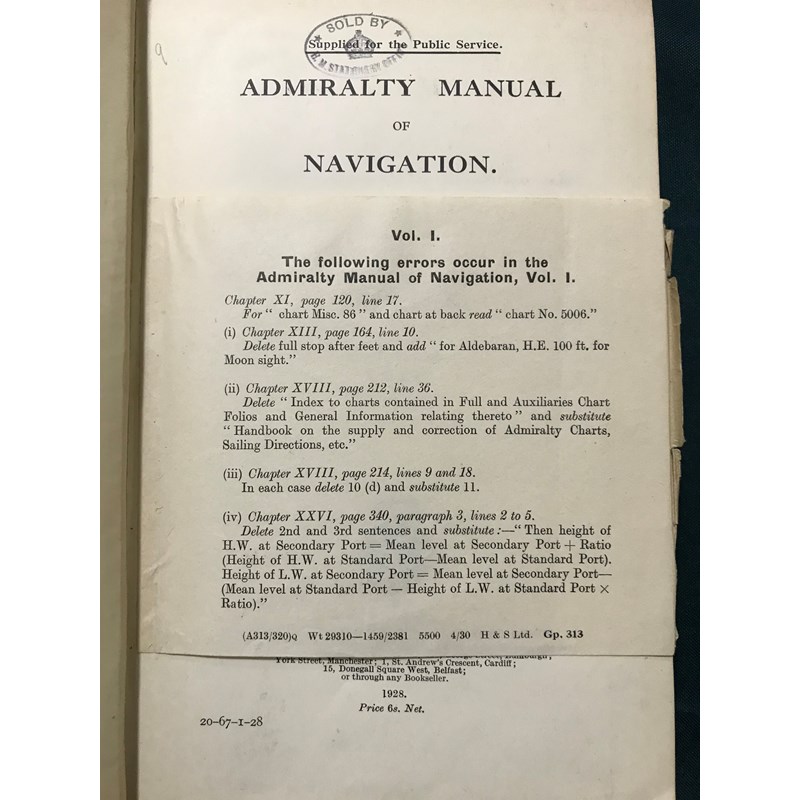 9
SOLD BY
Supplied for the Public Service.
H. M. STATIONERY OFFICE
ADMIRALTY MANUAL
OF
NAVIGATION.
Vol. I.
The following errors occur in the
Admiralty Manual of Navigation, Vol. I.
Chapter XI, page 120, line 17.
For " chart Misc. 86 " and chart at back read " chart No. 5006."
(i) Chapter XIII, page 164, line 10.
Delete full stop after feet and add " for Aldebaran, H.E. 100 ft. for
Moon sight."
(ii) Chapter XVIII, page 212, line 36.
Delete " Index to charts contained in Full and Auxiliaries Chart
Folios and General Information relating thereto " and substitute
" Handbook on the supply and correction of Admiralty Charts,
Sailing Directions, etc."
(iii) Chapter XVIII, page 214, lines 9 and 18.
In each case delete 10 (d) and substitute 11.
(iv) Chapter XXVI, page 340, paragraph 3, lines 2 to 5.
Delete 2nd and 3rd sentences and substitute :—" Then height of
H.W. at Secondary Port = Mean level at Secondary Port + Ratio
(Height of H.W. at Standard Port—Mean level at Standard Port).
Height of L.W. at Secondary Port = Mean level at Secondary Port—
(Mean level at Standard Port — Height of L.W. at Standard Port ×
Ratio)."
(A313/320)Q Wt 29310—1459/2381 5500 4/30 H & S Ltd. Gp. 313
York Street, Manchester; 1, St. Andrew's Crescent, Cardiff;
15, Donegall Square West, Belfast;
or through any Bookseller.
1928.
Price 6s. Net.
20-67-1-28